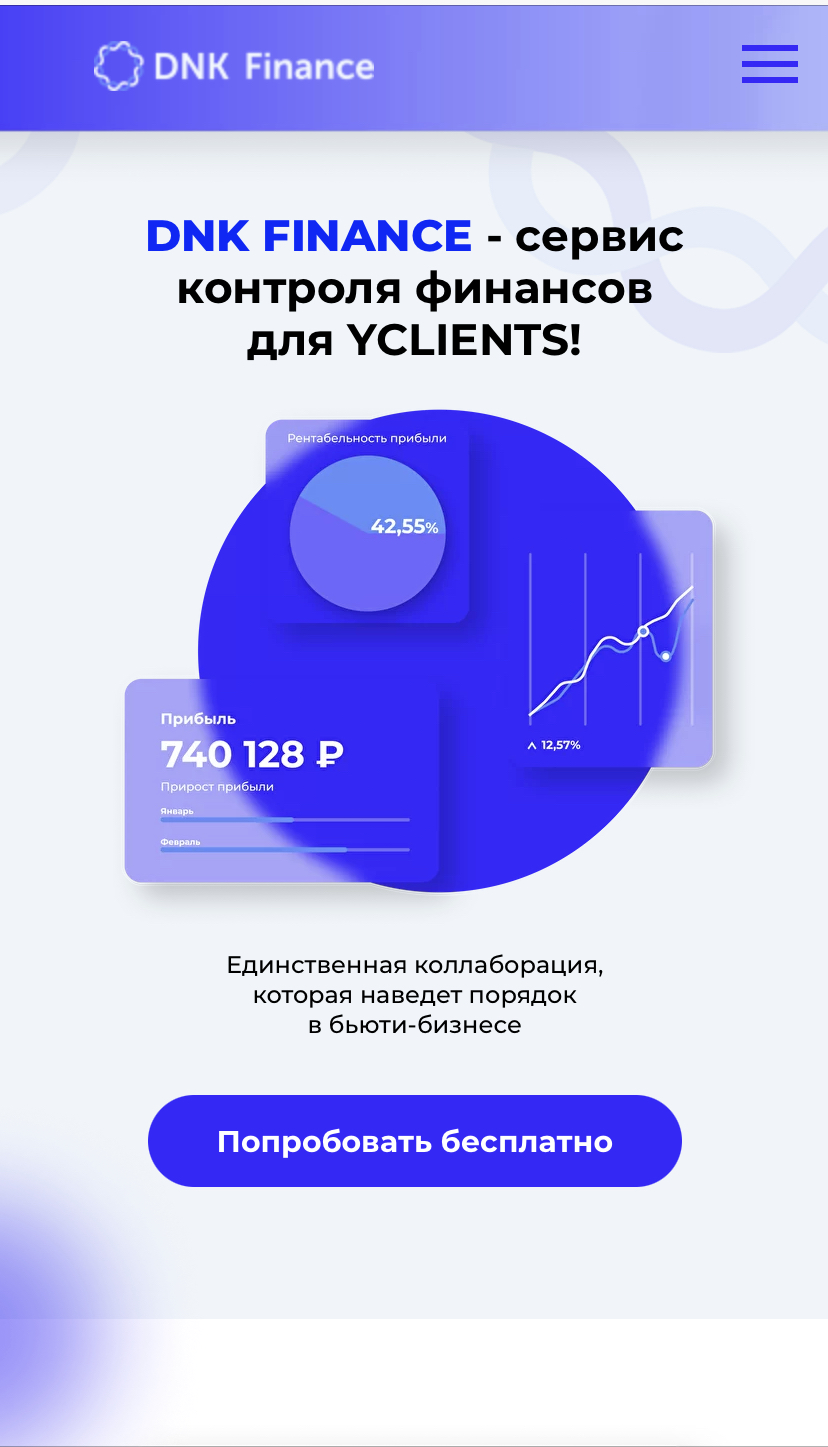 DNK Finance
DNK FINANCE - сервис
контроля финансов
для YCLIENTS!
Рентабельность прибыли
42,55%
12,57%
Прибыль
740 128 ₽
Прирост прибыли
Январь
Февраль
Единственная коллаборация,
которая наведет порядок
в бьюти-бизнесе
Попробовать бесплатно